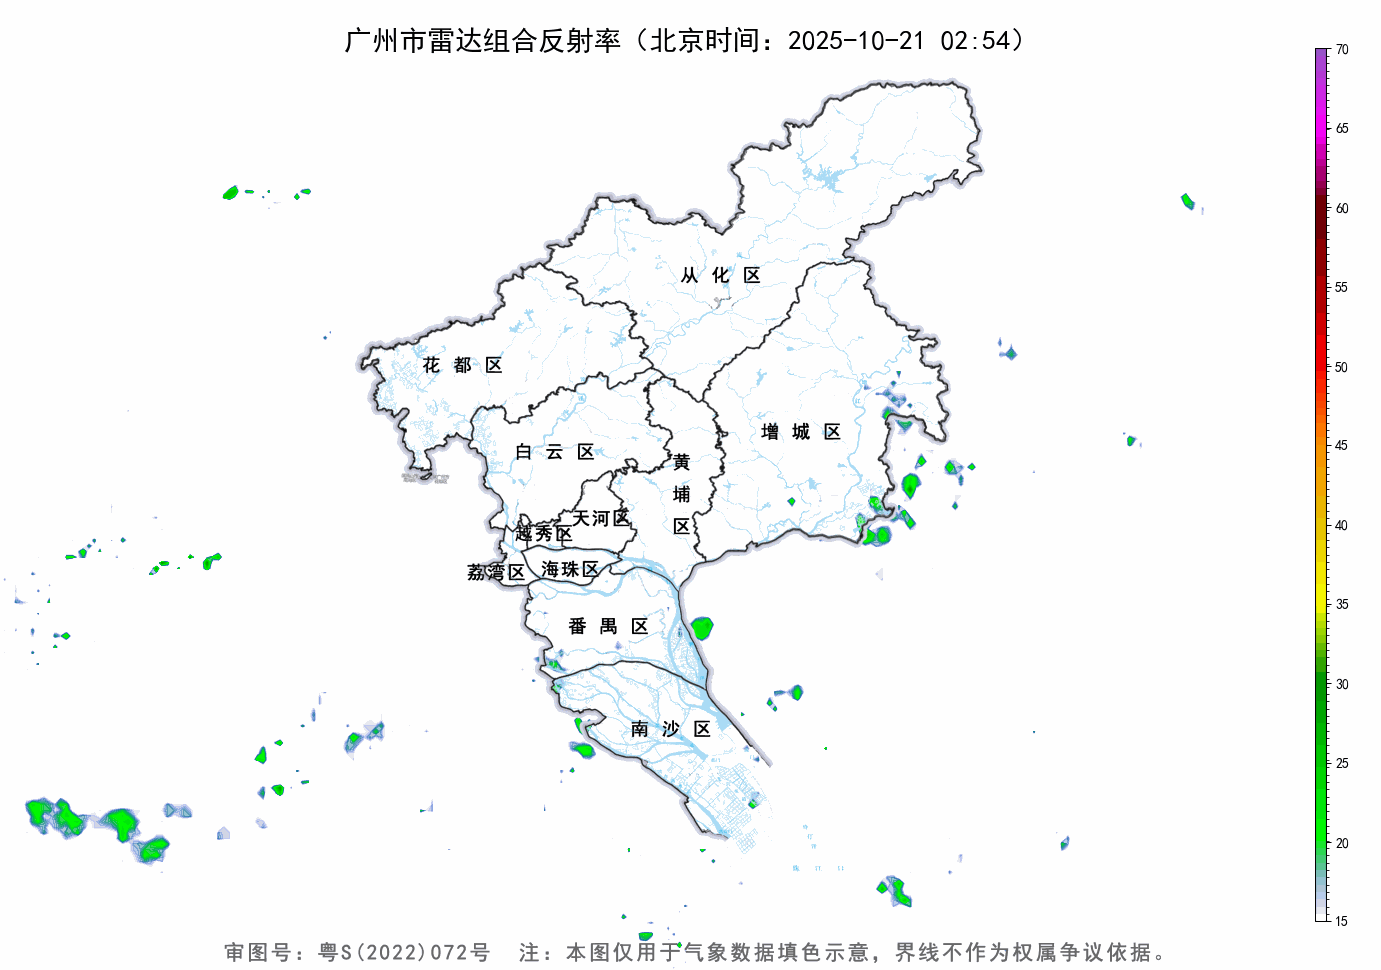 广州市雷达组合反射率（北京时间：2025-10-21 02:54）
70
65
60
55
50
45
40
35
30
25
20
15
从化区
花都区
增城区
白云区
黄埔区
天河区
越秀区
荔湾区
海珠区
番禺区
南沙区
审图号：粤S(2022)072号 注：本图仅用于气象数据填色示意，界线不作为权属争议依据。